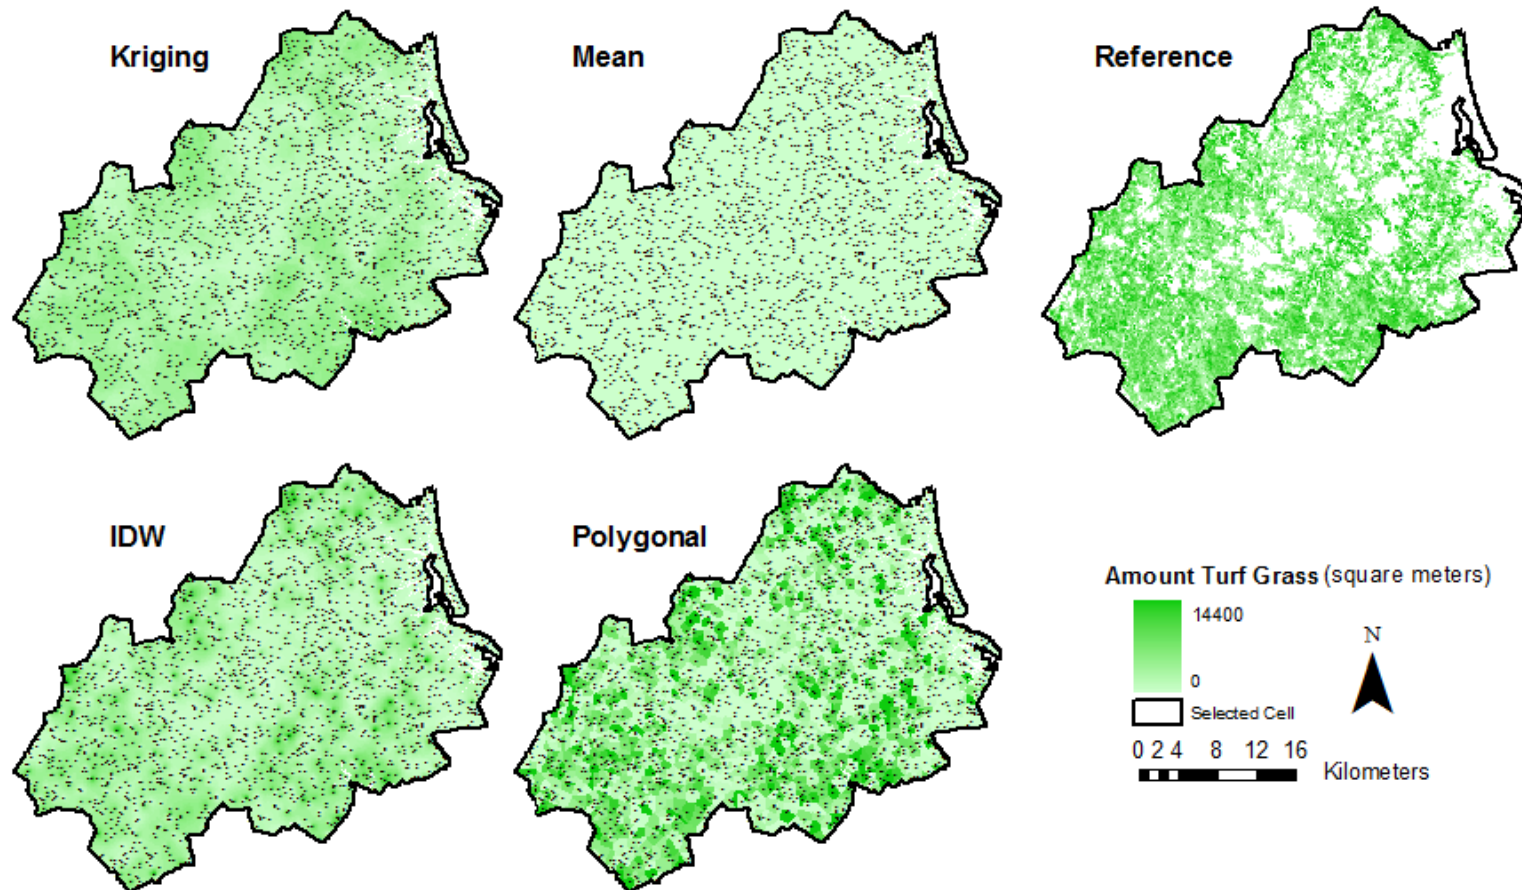 Kriging
Mean
Reference
IDW
Polygonal
Amount Turf Grass (square meters)
14400
0
Selected Cell
N
0 2 4 8 12 16
Kilometers